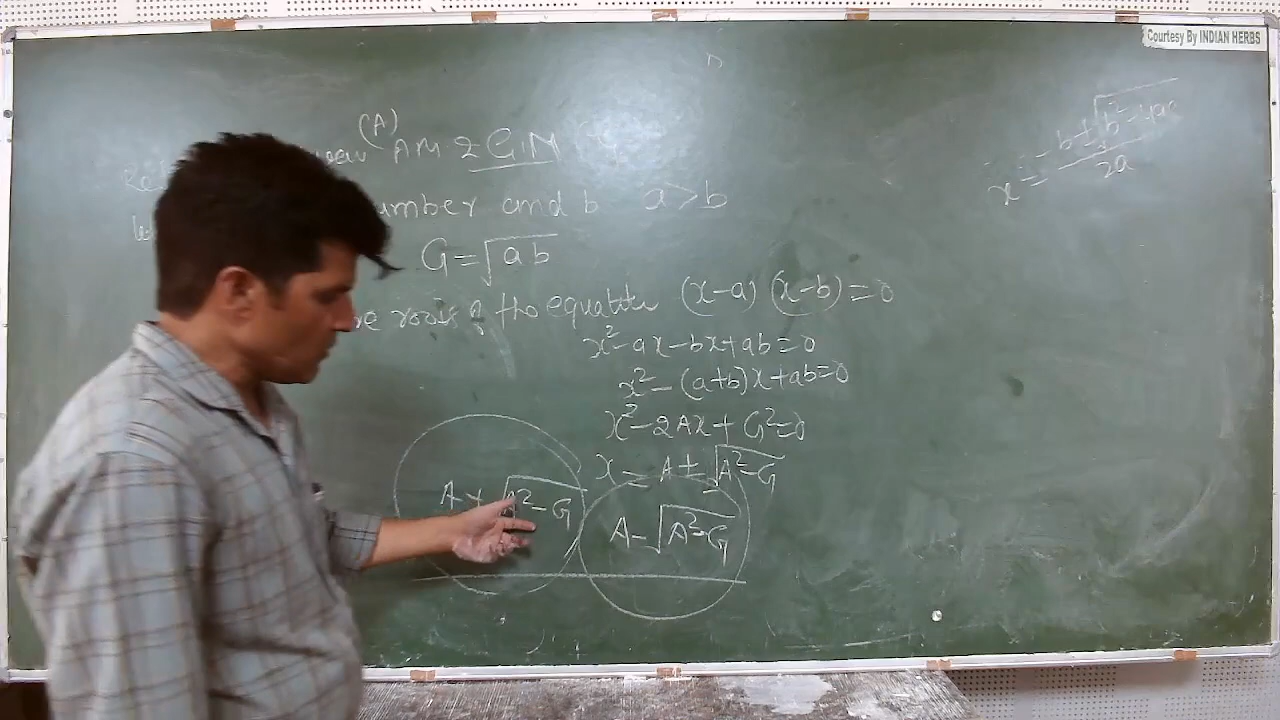 Courtesy By INDIAN HERBS
(A)
AM & G.M
umber and b a>b
G=√ab
roots of the equation (x-a) (x-b)=0
x²-ax-bx+ab=0
x²-(a+b)x+ab=0
x²-2Ax+G²=0
x = A±√A²-G
A+√A²-G
A-√A²-G
x = -b±√b²-4ac
2a